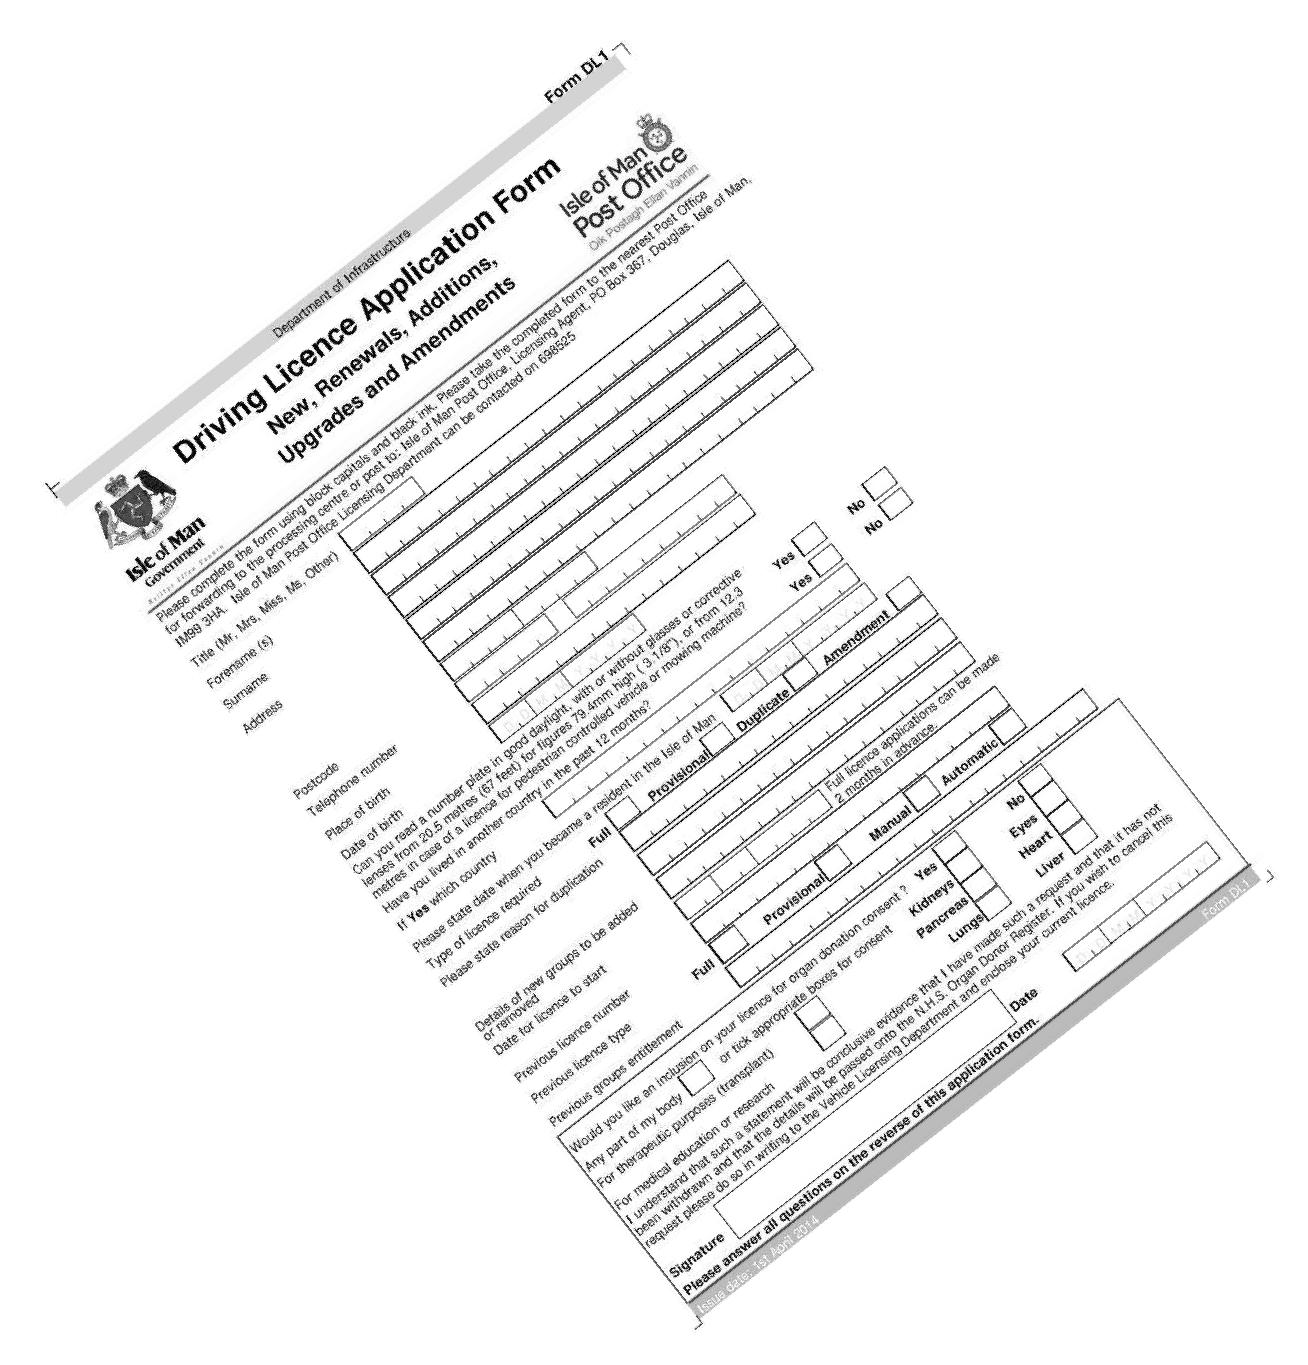 Form DL1
Department of Infrastructure
Driving Licence Application Form
New, Renewals, Additions,
Upgrades and Amendments
Isle of Man
Government
Reiltys Ellan Vannin
Isle of Man
Post Office
Oik Postagh Ellan Vannin
Please complete the form using block capitals and black ink. Please take the completed form to the nearest Post Office
for forwarding to the processing centre or post to: Isle of Man Post Office, Licensing Agent, PO Box 367, Douglas, Isle of Man,
IM99 3HA. Isle of Man Post Office Licensing Department can be contacted on 698525
Title (Mr, Mrs, Miss, Ms, Other)
Forename (s)
Surname
Address
Postcode
Telephone number
Place of birth
Date of birth D D M M Y Y Y Y
Can you read a number plate in good daylight, with or without glasses or corrective
lenses from 20.5 metres (67 feet) for figures 79.4mm high ( 3.1/8"), or from 12.3
metres in case of a licence for pedestrian controlled vehicle or mowing machine? Yes No
Have you lived in another country in the past 12 months? Yes No
If Yes which country
Please state date when you became a resident in the Isle of Man D D M M Y Y Y Y
Type of licence required Full Provisional Duplicate Amendment
Please state reason for duplication
Details of new groups to be added
or removed
Date for licence to start Full licence applications can be made
2 months in advance.
Previous licence number
Previous licence type Full Provisional Manual Automatic
Previous groups entitlement
Would you like an inclusion on your licence for organ donation consent ? Yes No
Any part of my body or tick appropriate boxes for consent Kidneys Eyes
For therapeutic purposes (transplant) Pancreas Heart
Lungs Liver
For medical education or research
I understand that such a statement will be conclusive evidence that I have made such a request and that it has not
been withdrawn and that the details will be passed onto the N.H.S. Organ Donor Register. If you wish to cancel this
request please do so in writing to the Vehicle Licensing Department and enclose your current licence.
Signature Date D D M M Y Y Y Y
Please answer all questions on the reverse of this application form.
Issue date: 1st April 2014 Form DL1